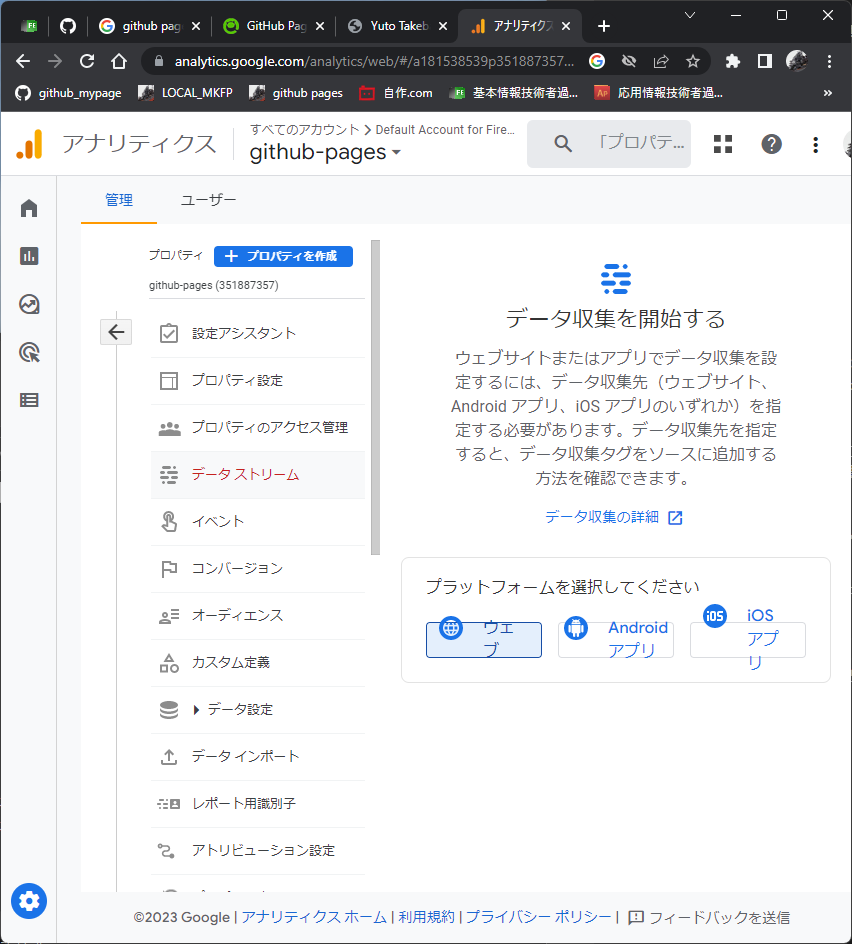 github pag
GitHub Pag
Yuto Takeb
アナリティクス
analytics.google.com/analytics/web/#/a181538539p351887357...
github_mypage
LOCAL_MKFP
github pages
自作.com
FE
基本情報技術者過...
Ap
応用情報技術者過...
»
アナリティクス
すべてのアカウント > Default Account for Fire...
github-pages
「プロパテ...
管理
ユーザー
プロパティ
+ プロパティを作成
github-pages (351887357)
設定アシスタント
プロパティ設定
プロパティのアクセス管理
データ ストリーム
イベント
コンバージョン
オーディエンス
カスタム定義
データ設定
データ インポート
レポート用識別子
アトリビューション設定
データ収集を開始する
ウェブサイトまたはアプリでデータ収集を設
定するには、データ収集先（ウェブサイト、
Android アプリ、iOS アプリのいずれか）を指
定する必要があります。データ収集先を指定
すると、データ収集タグをソースに追加する
方法を確認できます。
データ収集の詳細
プラットフォームを選択してください
ウェ
ブ
Android
アプリ
iOS
iOS
アプ
リ
©2023 Google | アナリティクス ホーム | 利用規約 | プライバシー ポリシー | フィードバックを送信